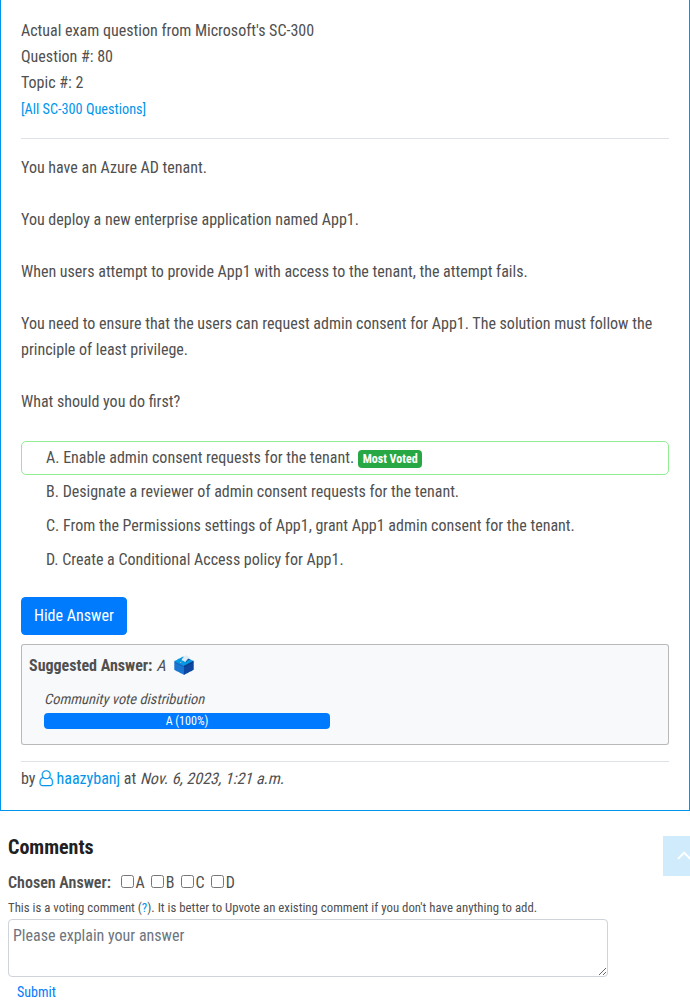 Actual exam question from Microsoft's SC-300
Question #: 80
Topic #: 2
[All SC-300 Questions]
You have an Azure AD tenant.
You deploy a new enterprise application named App1.
When users attempt to provide App1 with access to the tenant, the attempt fails.
You need to ensure that the users can request admin consent for App1. The solution must follow the
principle of least privilege.
What should you do first?
A. Enable admin consent requests for the tenant. Most Voted
B. Designate a reviewer of admin consent requests for the tenant.
C. From the Permissions settings of App1, grant App1 admin consent for the tenant.
D. Create a Conditional Access policy for App1.
Hide Answer
Suggested Answer: A
Community vote distribution
A (100%)
by haazybanj at Nov. 6, 2023, 1:21 a.m.
Comments
Chosen Answer: A B C D
This is a voting comment (?). It is better to Upvote an existing comment if you don't have anything to add.
Please explain your answer
Submit